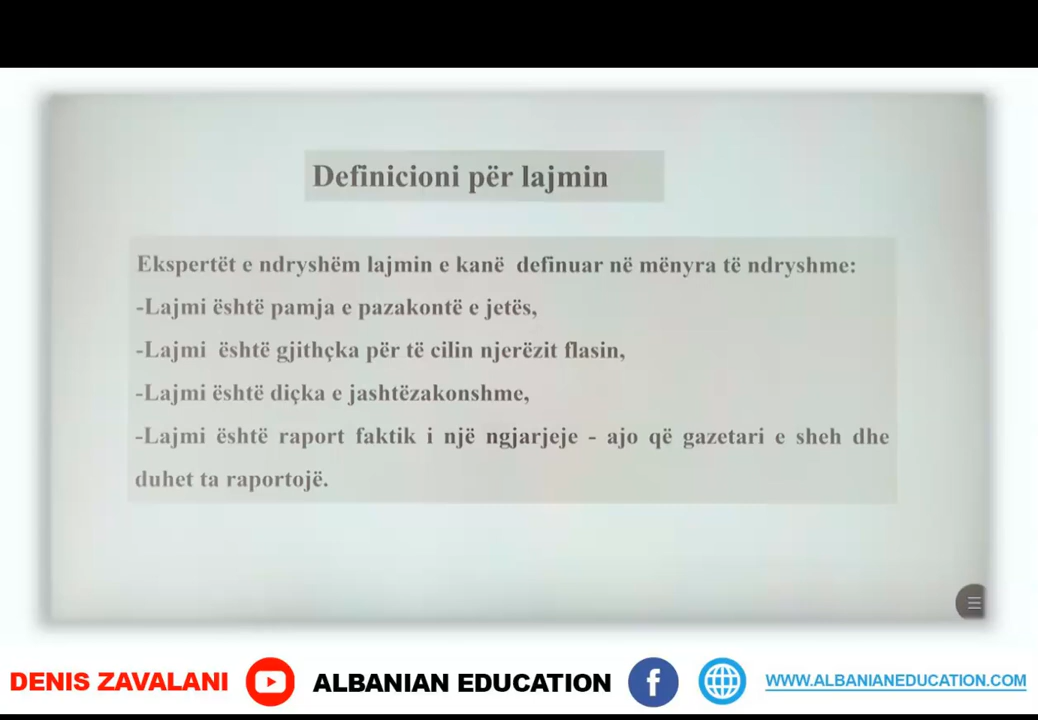 Definicioni për lajmin
Ekspertët e ndryshëm lajmin e kanë definuar në mënyra të ndryshme:
-Lajmi është pamja e pazakontë e jetës,
-Lajmi është gjithçka për të cilin njerëzit flasin,
-Lajmi është diçka e jashtëzakonshme,
-Lajmi është raport faktik i një ngjarjeje - ajo që gazetari e sheh dhe
duhet ta raportojë.
DENIS ZAVALANI ALBANIAN EDUCATION WWW.ALBANIANEDUCATION.COM